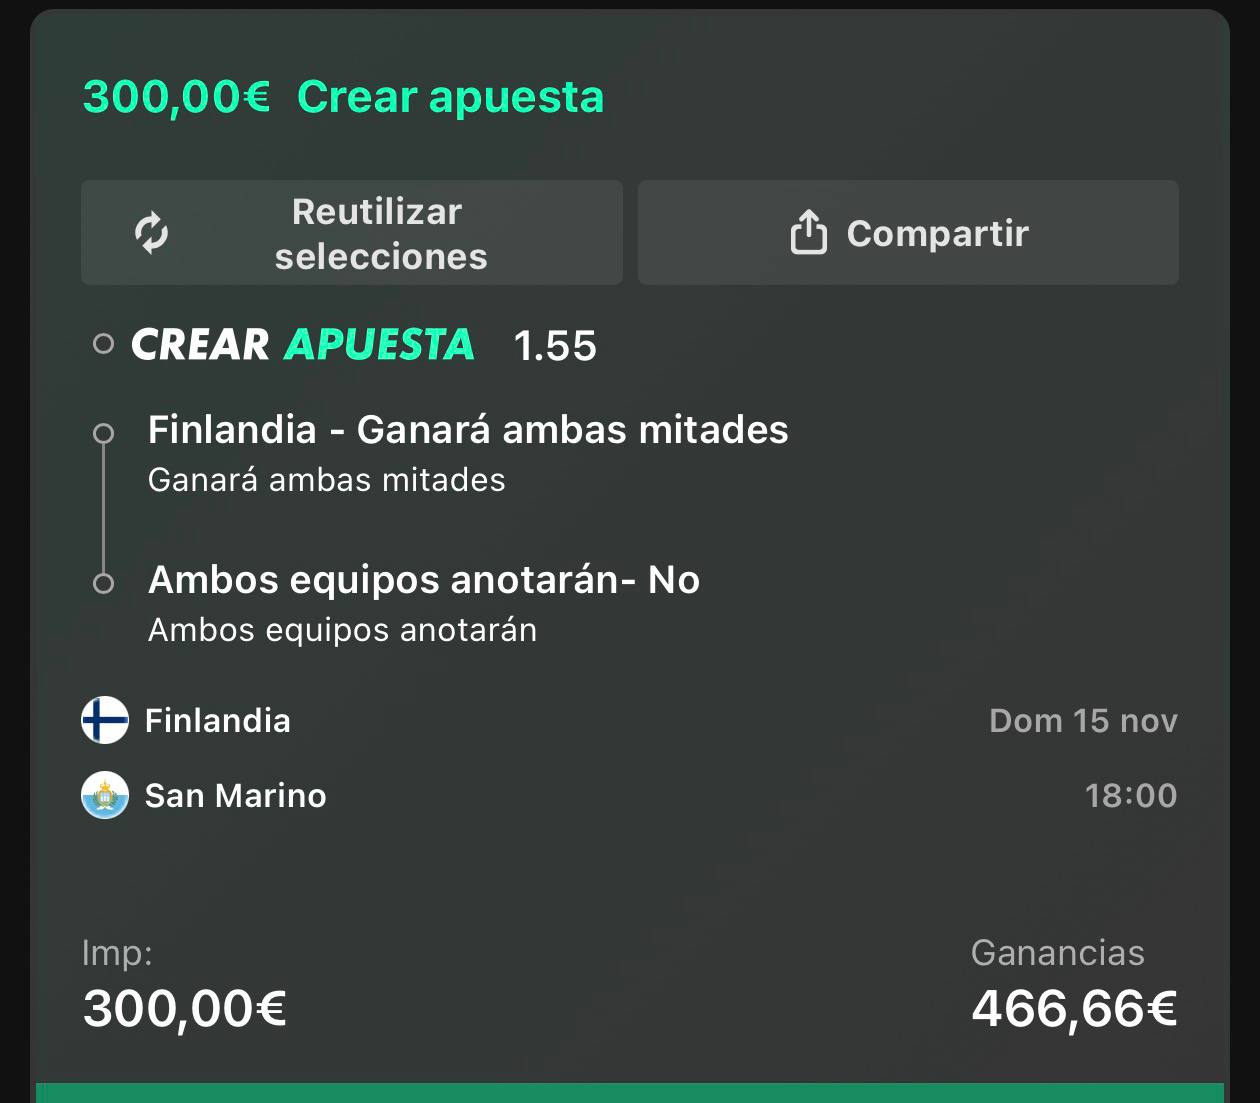 300,00€ Crear apuesta
Reutilizar
selecciones
Compartir
CREAR APUESTA 1.55
Finlandia - Ganará ambas mitades
Ganará ambas mitades
Ambos equipos anotarán- No
Ambos equipos anotarán
Finlandia Dom 15 nov
San Marino 18:00
Imp: Ganancias
300,00€ 466,66€